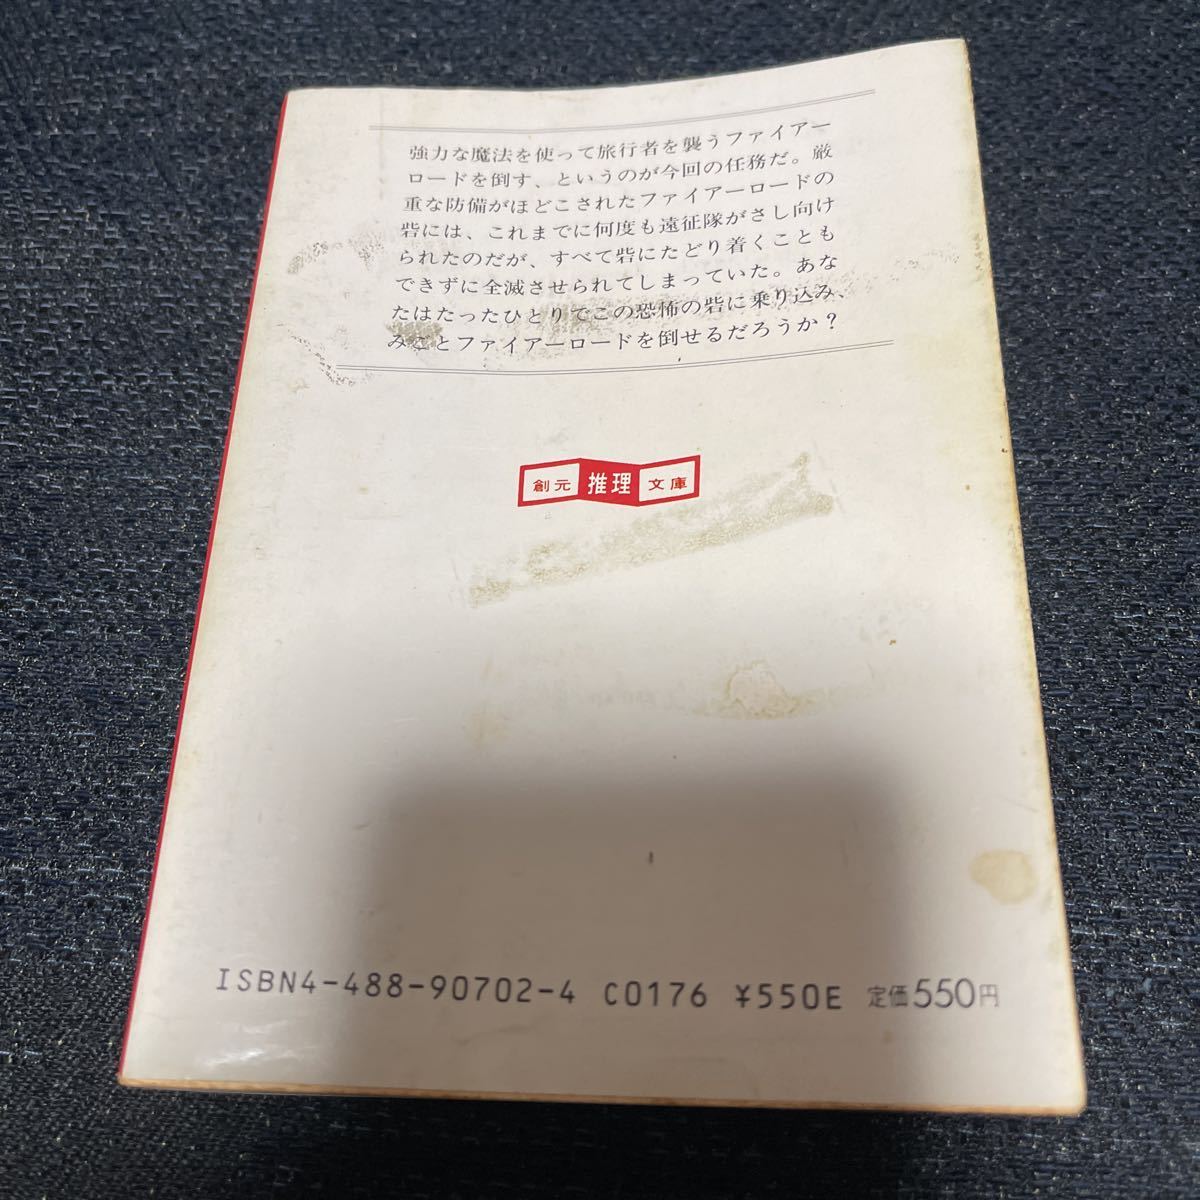 強力な魔法を使って旅行者を襲うファイアー
ロードを倒す、というのが今回の任務だ。厳
重な防備がほどこされたファイアーロードの
砦には、これまでに何度も遠征隊がさし向け
られたのだが、すべて砦にたどり着くことも
できずに全滅させられてしまっていた。あな
たはたったひとりでこの恐怖の砦に乗り込み、
みごとファイアーロードを倒せるだろうか？
創元 推理 文庫
ISBN4-488-90702-4 C0176 ¥550E 定価550円